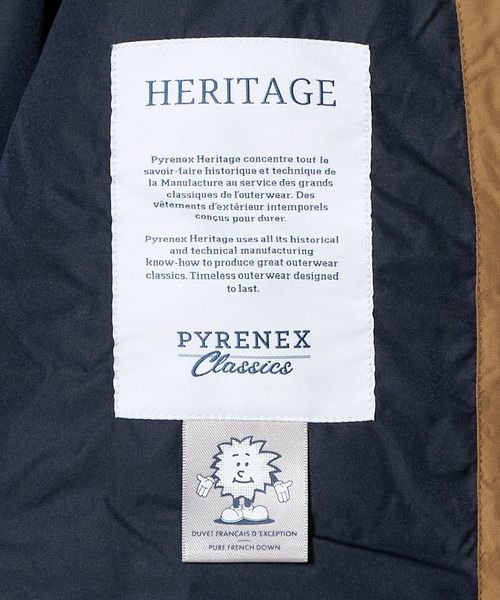 HERITAGE
Pyrenex Heritage concentre tout le
savoir-faire historique et technique de
la Manufacture au service des grands
classiques de l'outerwear. Des
vêtements d'extérieur intemporels
conçus pour durer.
Pyrenex Heritage uses all its historical
and technical manufacturing
know-how to produce great outerwear
classics. Timeless outerwear designed
to last.
PYRENEX
Classics
DUVET FRANÇAIS D'EXCEPTION
PURE FRENCH DOWN